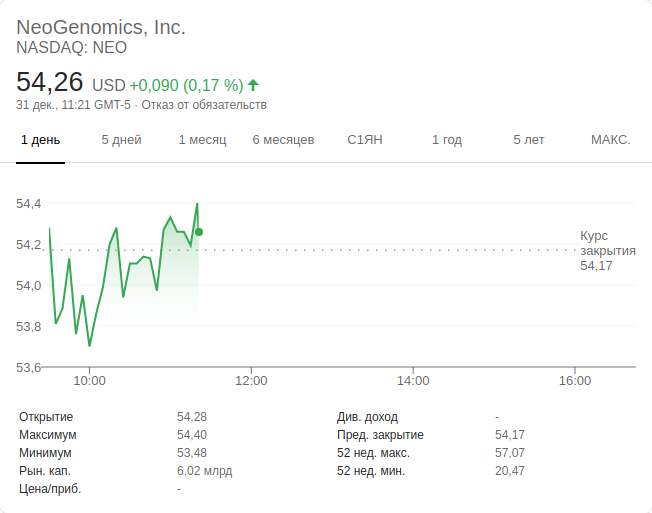 NeoGenomics, Inc.
NASDAQ: NEO
54,26 USD +0,090 (0,17 %)
31 дек., 11:21 GMT-5 · Отказ от обязательств
1 день 5 дней 1 месяц 6 месяцев С1ЯН 1 год 5 лет МАКС.
54,4
54,2
54,0
53,8
53,6
Курс
закрытия
54,17
10:00 12:00 14:00 16:00
Открытие 54,28 Див. доход -
Максимум 54,40 Пред. закрытие 54,17
Минимум 53,48 52 нед. макс. 57,07
Рын. кап. 6,02 млрд 52 нед. мин. 20,47
Цена/приб. -